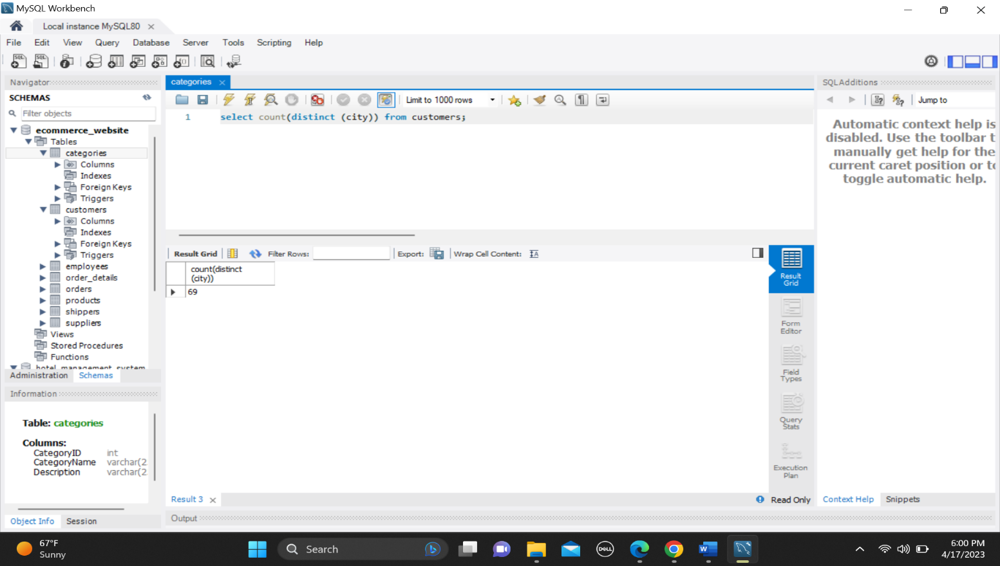 MySQL Workbench
Local instance MySQL80
File Edit View Query Database Server Tools Scripting Help
Navigator
SCHEMAS
Filter objects
ecommerce_website
Tables
categories
Columns
Indexes
Foreign Keys
Triggers
customers
Columns
Indexes
Foreign Keys
Triggers
employees
order_details
orders
products
shippers
suppliers
Views
Stored Procedures
Functions
hotel_management_system
Administration Schemas
Information
Table: categories
Columns:
CategoryID int
CategoryName varchar(2
Description varchar(2
Object Info Session
categories
Limit to 1000 rows
1 select count(distinct (city)) from customers;
Result Grid Filter Rows: Export: Wrap Cell Content:
count(distinct
(city))
69
Result
Grid
Form
Editor
Field
Types
Query
Stats
Execution
Plan
Result 3
Read Only
Output
SQLAdditions
Jump to
Automatic context help is
disabled. Use the toolbar t
manually get help for the
current caret position or to
toggle automatic help.
Context Help Snippets
67°F
Sunny
Search
DELL
6:00 PM
4/17/2023